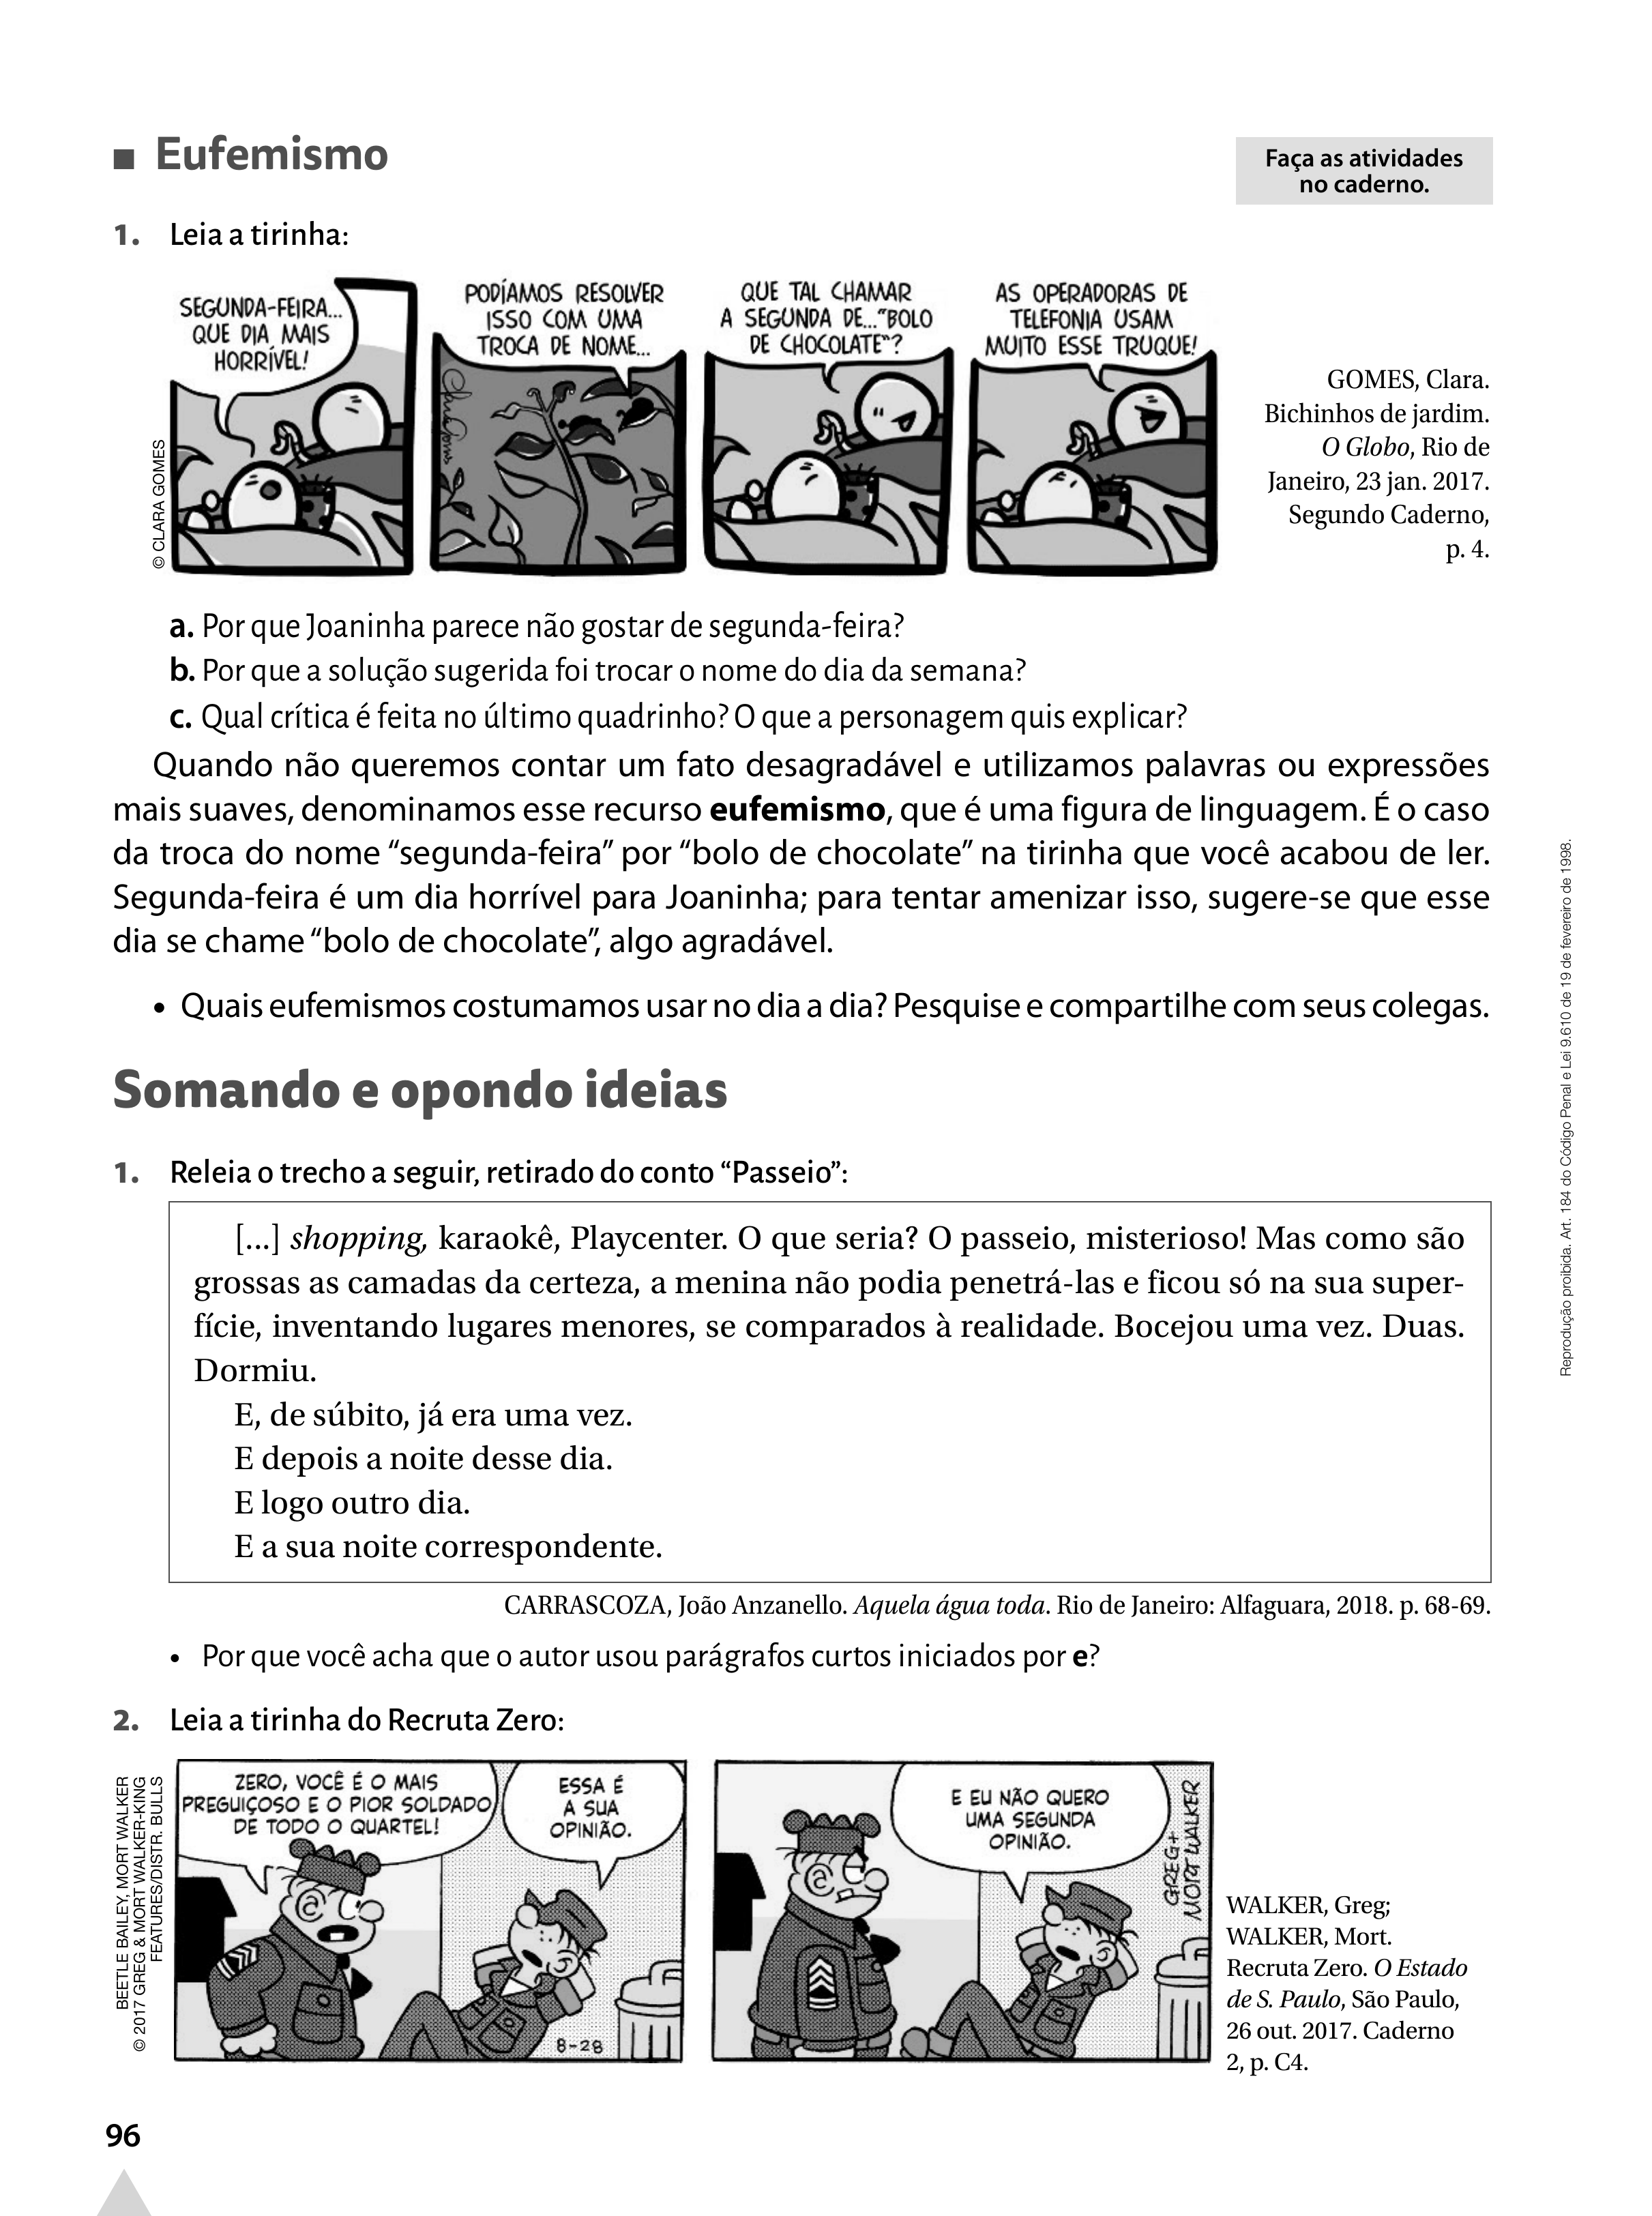 ■ Eufemismo
Faça as atividades
no caderno.
1. Leia a tirinha:
SEGUNDA-FEIRA...
QUE DIA MAIS
HORRÍVEL!
PODÍAMOS RESOLVER
ISSO COM UMA
TROCA DE NOME...
QUE TAL CHAMAR
A SEGUNDA DE..."BOLO
DE CHOCOLATE"?
AS OPERADORAS DE
TELEFONIA USAM
MUITO ESSE TRUQUE!
© CLARA GOMES
GOMES, Clara.
Bichinhos de jardim.
O Globo, Rio de
Janeiro, 23 jan. 2017.
Segundo Caderno,
p. 4.
a. Por que Joaninha parece não gostar de segunda-feira?
b. Por que a solução sugerida foi trocar o nome do dia da semana?
c. Qual crítica é feita no último quadrinho? O que a personagem quis explicar?
Quando não queremos contar um fato desagradável e utilizamos palavras ou expressões
mais suaves, denominamos esse recurso eufemismo, que é uma figura de linguagem. É o caso
da troca do nome “segunda-feira” por “bolo de chocolate” na tirinha que você acabou de ler.
Segunda-feira é um dia horrível para Joaninha; para tentar amenizar isso, sugere-se que esse
dia se chame “bolo de chocolate”, algo agradável.
• Quais eufemismos costumamos usar no dia a dia? Pesquise e compartilhe com seus colegas.
Somando e opondo ideias
1. Releia o trecho a seguir, retirado do conto “Passeio”:
[...] shopping, karaokê, Playcenter. O que seria? O passeio, misterioso! Mas como são
grossas as camadas da certeza, a menina não podia penetrá-las e ficou só na sua super-
fície, inventando lugares menores, se comparados à realidade. Bocejou uma vez. Duas.
Dormiu.
E, de súbito, já era uma vez.
E depois a noite desse dia.
E logo outro dia.
E a sua noite correspondente.
CARRASCOZA, João Anzanello. Aquela água toda. Rio de Janeiro: Alfaguara, 2018. p. 68-69.
• Por que você acha que o autor usou parágrafos curtos iniciados por e?
2. Leia a tirinha do Recruta Zero:
BEETLE BAILEY, MORT WALKER
© 2017 GREG & MORT WALKER-KING
FEATURES/DISTR. BULLS
ZERO, VOCÊ É O MAIS
PREGUIÇOSO E O PIOR SOLDADO
DE TODO O QUARTEL!
ESSA É
A SUA
OPINIÃO.
8-28
E EU NÃO QUERO
UMA SEGUNDA
OPINIÃO.
GREG+
MORT WALKER
WALKER, Greg;
WALKER, Mort.
Recruta Zero. O Estado
de S. Paulo, São Paulo,
26 out. 2017. Caderno
2, p. C4.
Reprodução proibida. Art. 184 do Código Penal e Lei 9.610 de 19 de fevereiro de 1998.
96